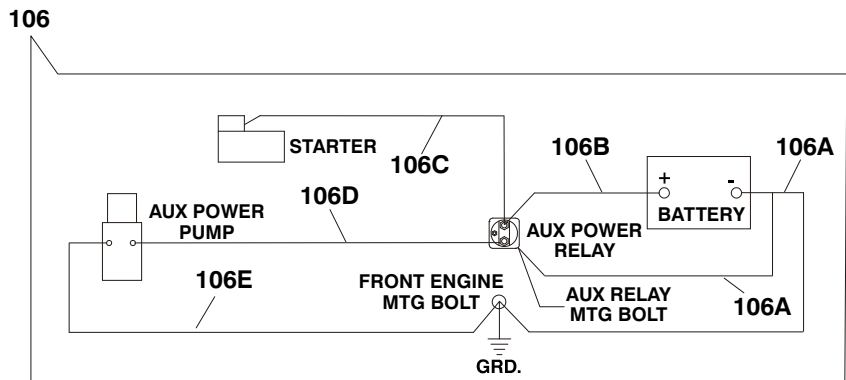 106
STARTER
106C
106B
106A
+ -
BATTERY
AUX POWER
PUMP
106D
AUX POWER
RELAY
106E
FRONT ENGINE
MTG BOLT
AUX RELAY
MTG BOLT
106A
GRD.